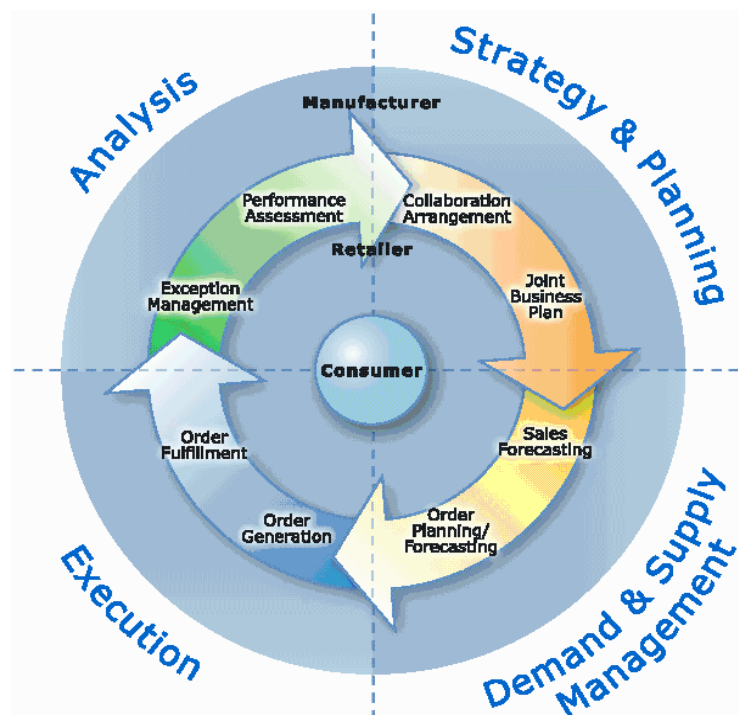 Analysis
Strategy & Planning
Manufacturer
Performance
Assessment
Collaboration
Arrangement
Retailer
Exception
Management
Joint
Business
Plan
Consumer
Order
Fulfillment
Sales
Forecasting
Order
Generation
Order
Planning/
Forecasting
Execution
Demand & Supply
Management